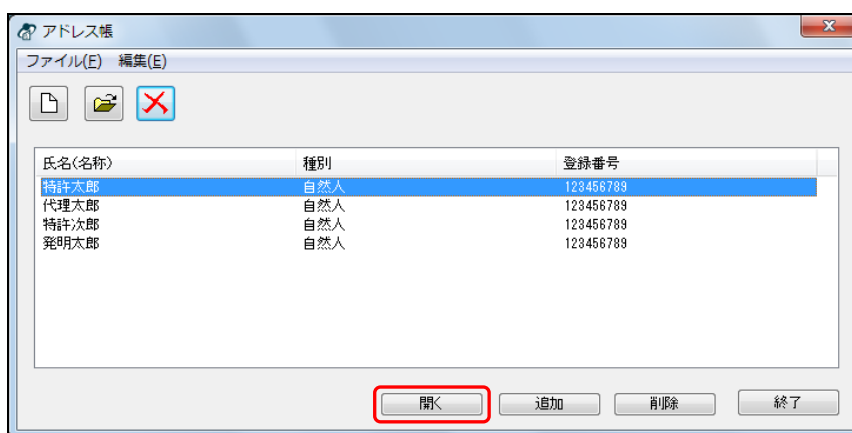 アドレス帳
ファイル(F) 編集(E)
氏名(名称) 種別 登録番号
特許太郎 自然人 123456789
代理太郎 自然人 123456789
特許次郎 自然人 123456789
発明太郎 自然人 123456789
開く 追加 削除 終了